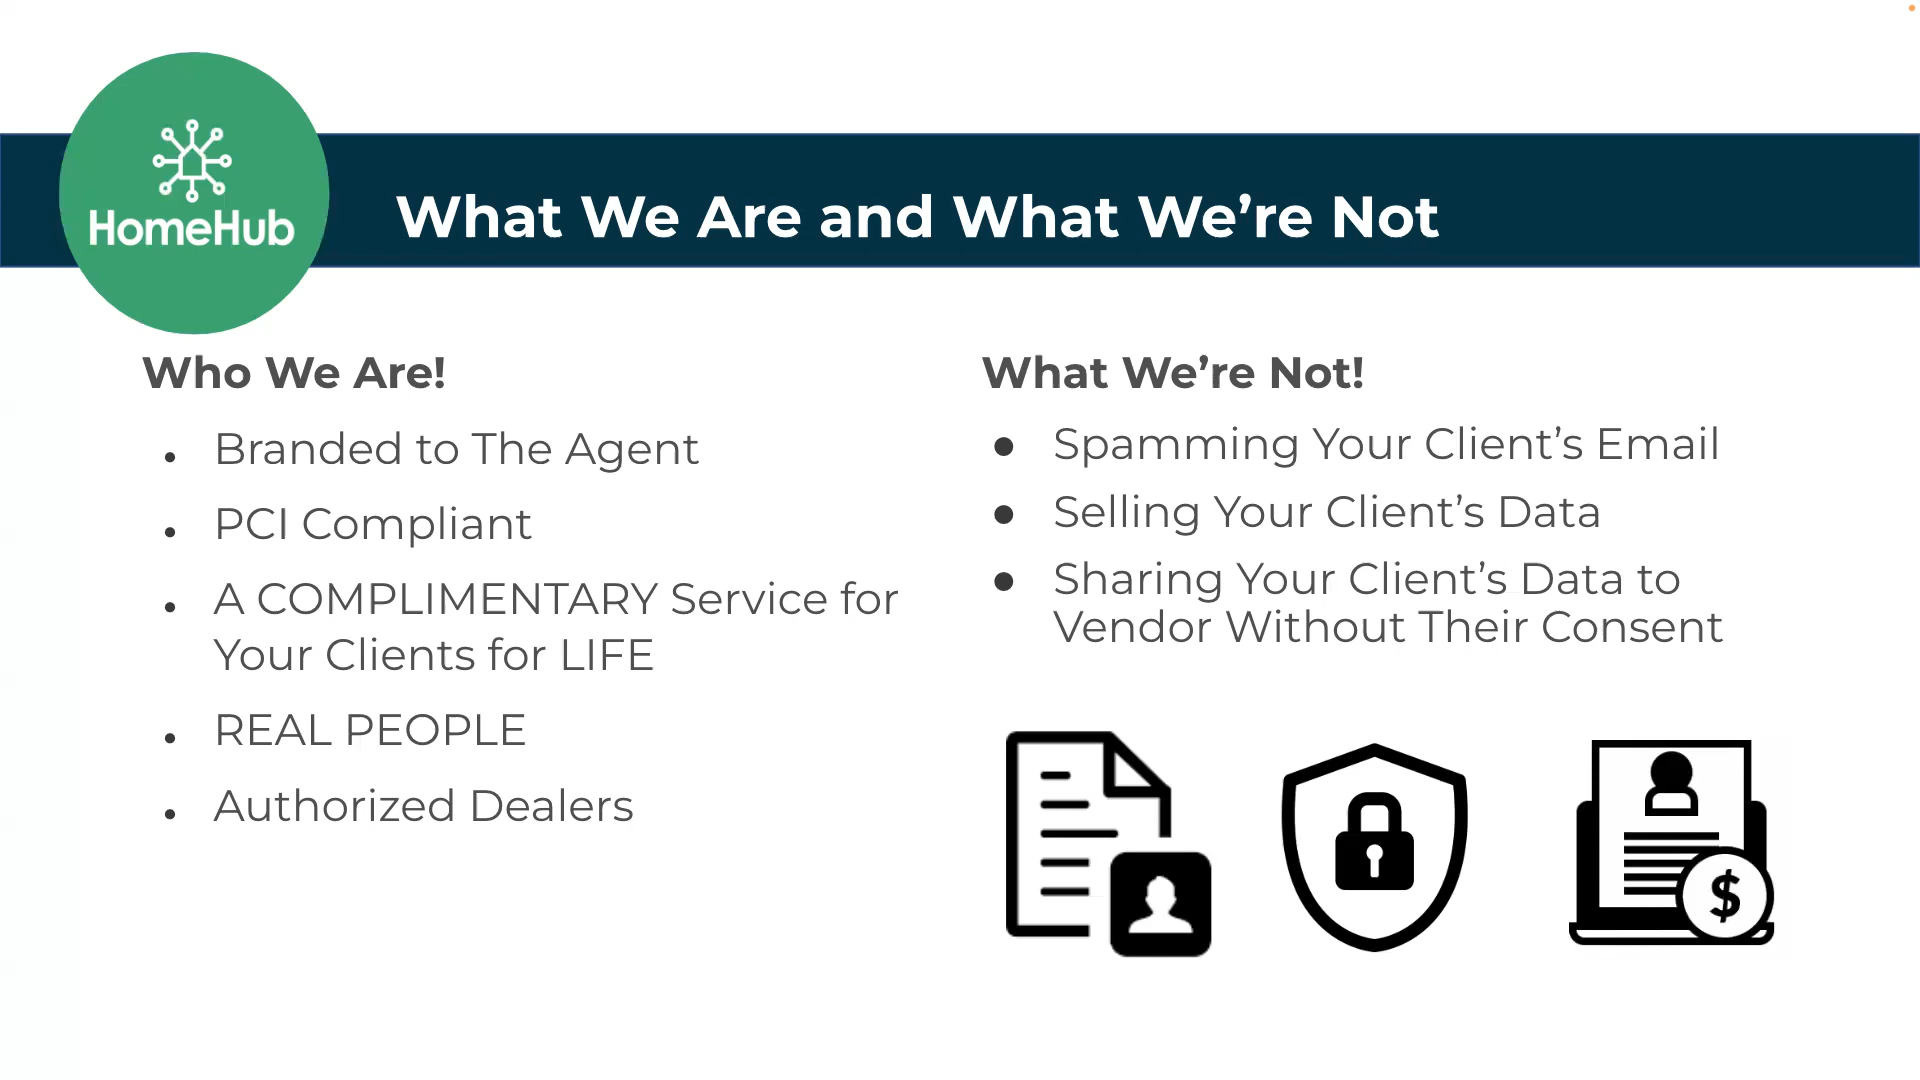 HomeHub
What We Are and What We’re Not
Who We Are!
• Branded to The Agent
• PCI Compliant
• A COMPLIMENTARY Service for
Your Clients for LIFE
• REAL PEOPLE
• Authorized Dealers
What We’re Not!
● Spamming Your Client’s Email
● Selling Your Client’s Data
● Sharing Your Client’s Data to
Vendor Without Their Consent
$